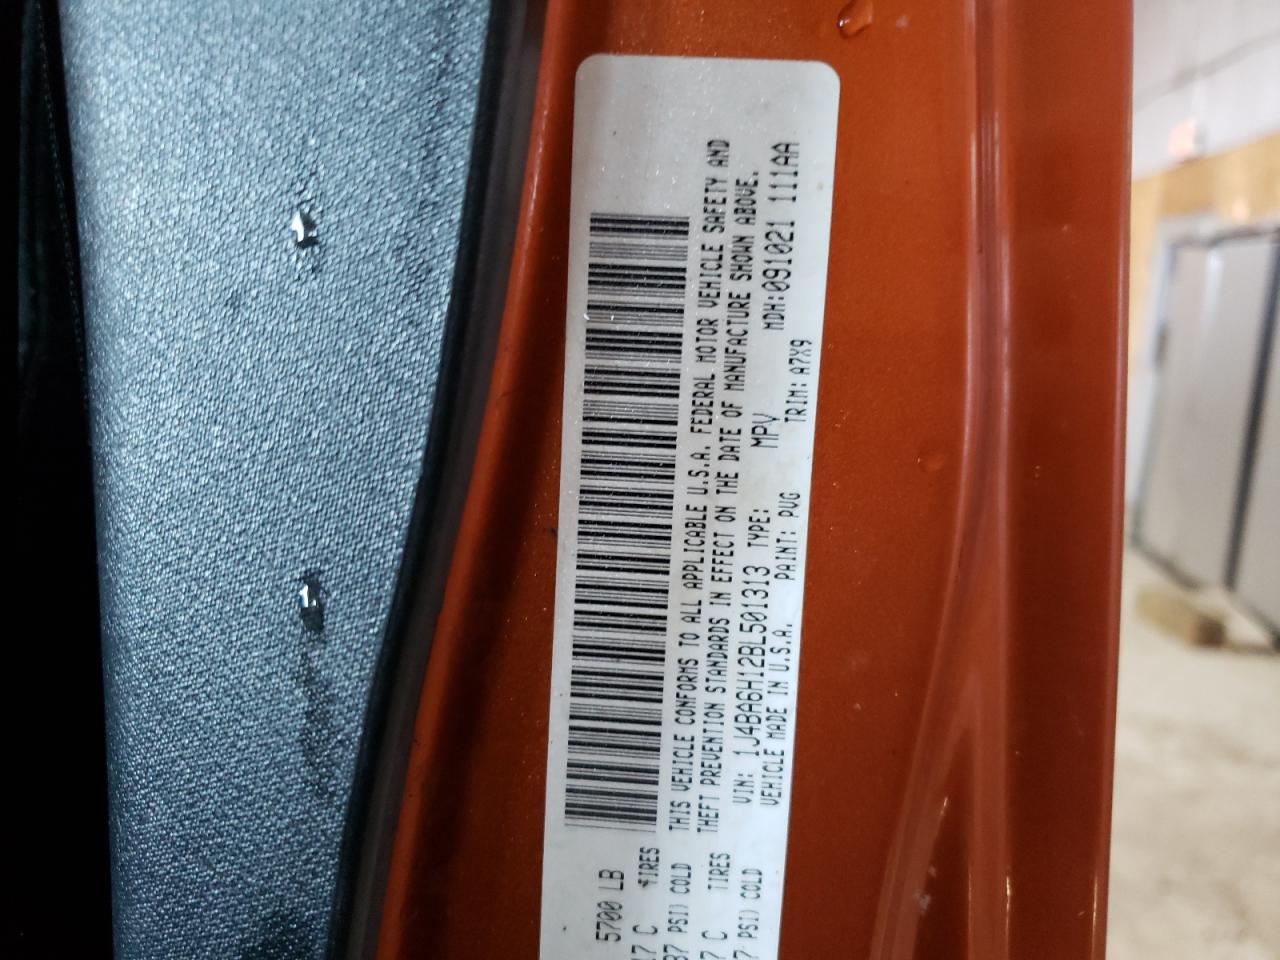 5700 LB
17 C TIRES
37 PSI) COLD
7 C TIRES
7 PSI) COLD
THIS VEHICLE CONFORMS TO ALL APPLICABLE U.S.A. FEDERAL MOTOR VEHICLE SAFETY AND
THEFT PREVENTION STANDARDS IN EFFECT ON THE DATE OF MANUFACTURE SHOWN ABOVE.
VIN: 1J4BA6H12BL501313 TYPE: MPV MDH:091021 111AA
VEHICLE MADE IN U.S.A. PAINT: PVG TRIM: A7X9